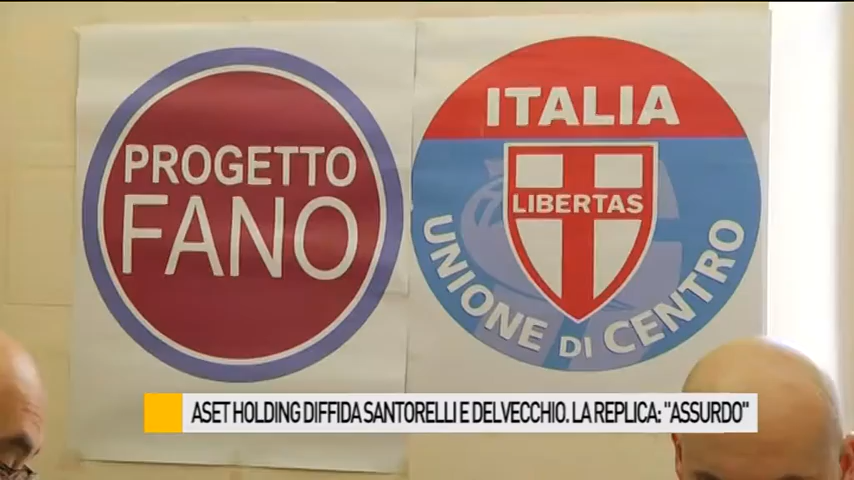 PROGETTO
FANO
ITALIA
LIBERTAS
UNIONE DI CENTRO
ASET HOLDING DIFFIDA SANTORELLI E DELVECCHIO. LA REPLICA: "ASSURDO"